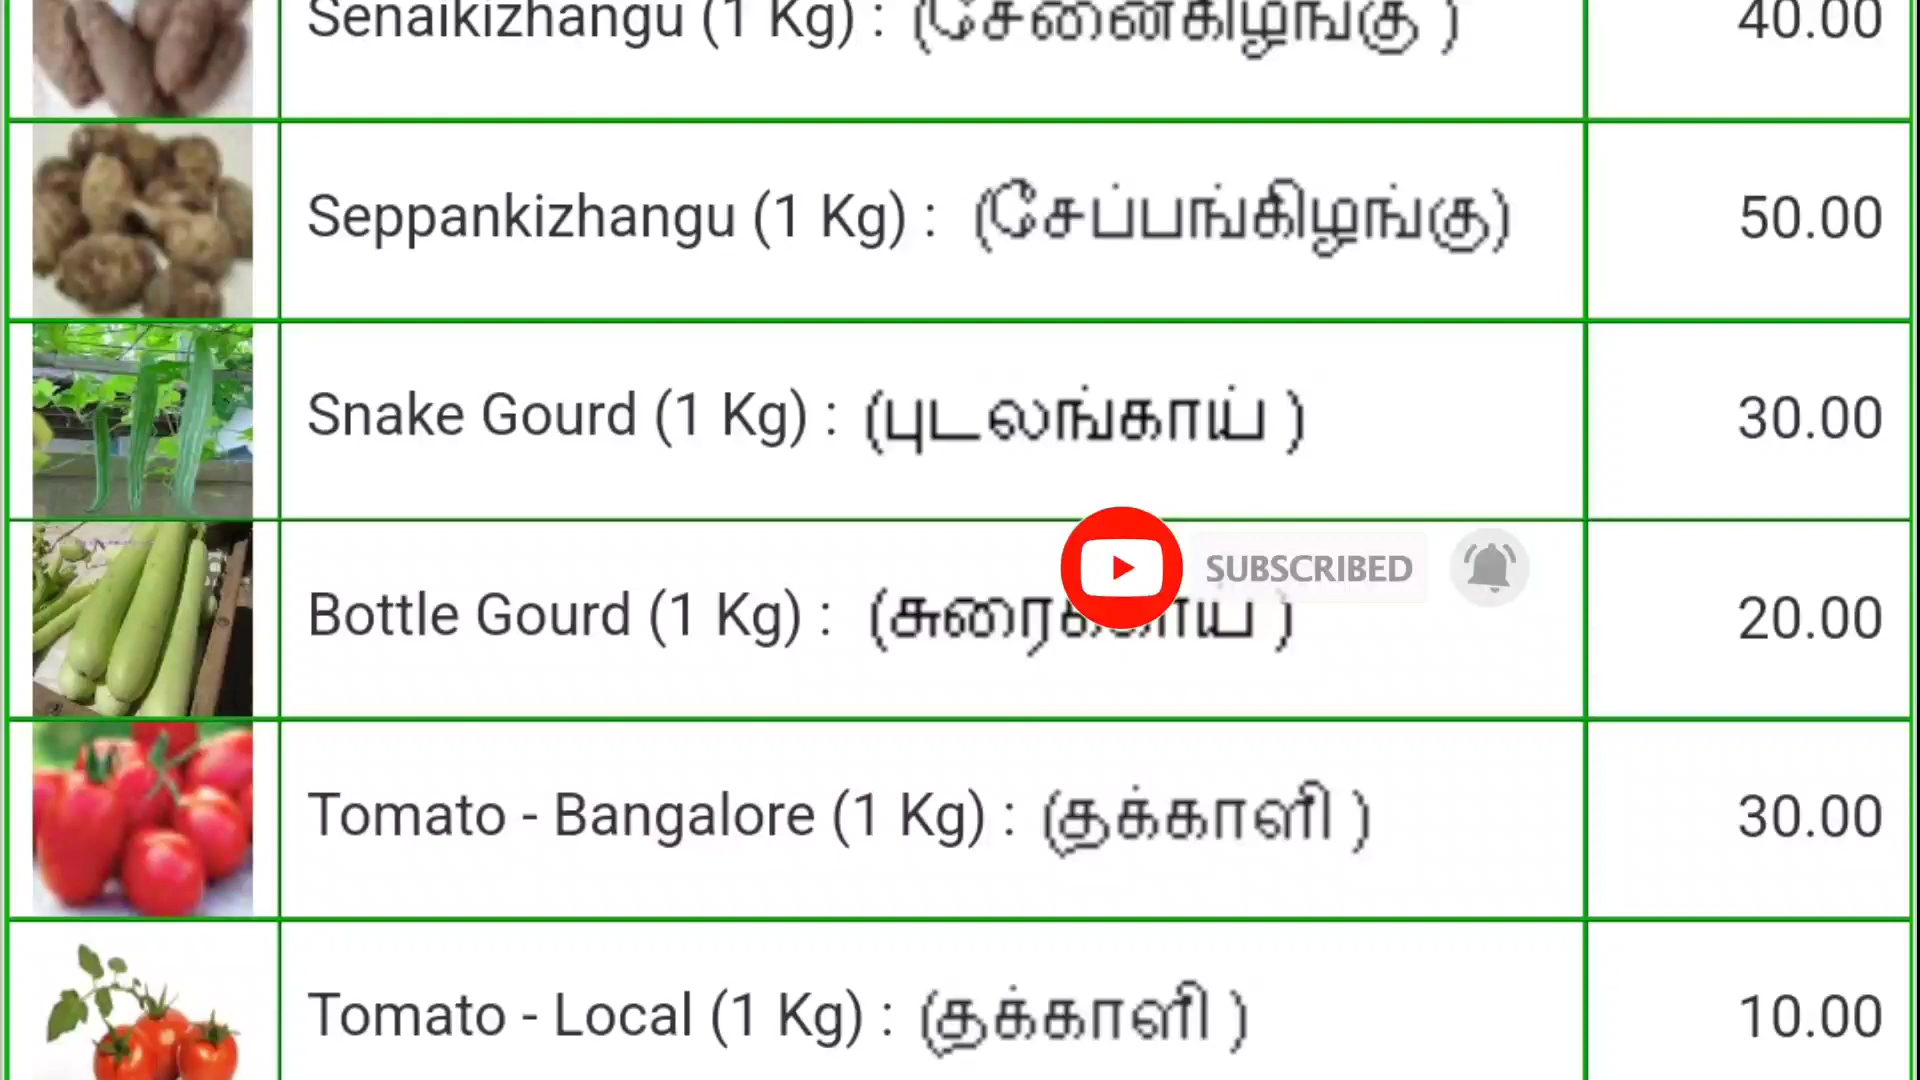 Senaikizhangu (1 Kg) : (சேனைகிழங்கு ) 40.00
Seppankizhangu (1 Kg) : (சேப்பங்கிழங்கு) 50.00
Snake Gourd (1 Kg) : (புடலங்காய் ) 30.00
SUBSCRIBED
Bottle Gourd (1 Kg) : 20.00
Tomato - Bangalore (1 Kg) : (தக்காளி ) 30.00
Tomato - Local (1 Kg) : (தக்காளி ) 10.00